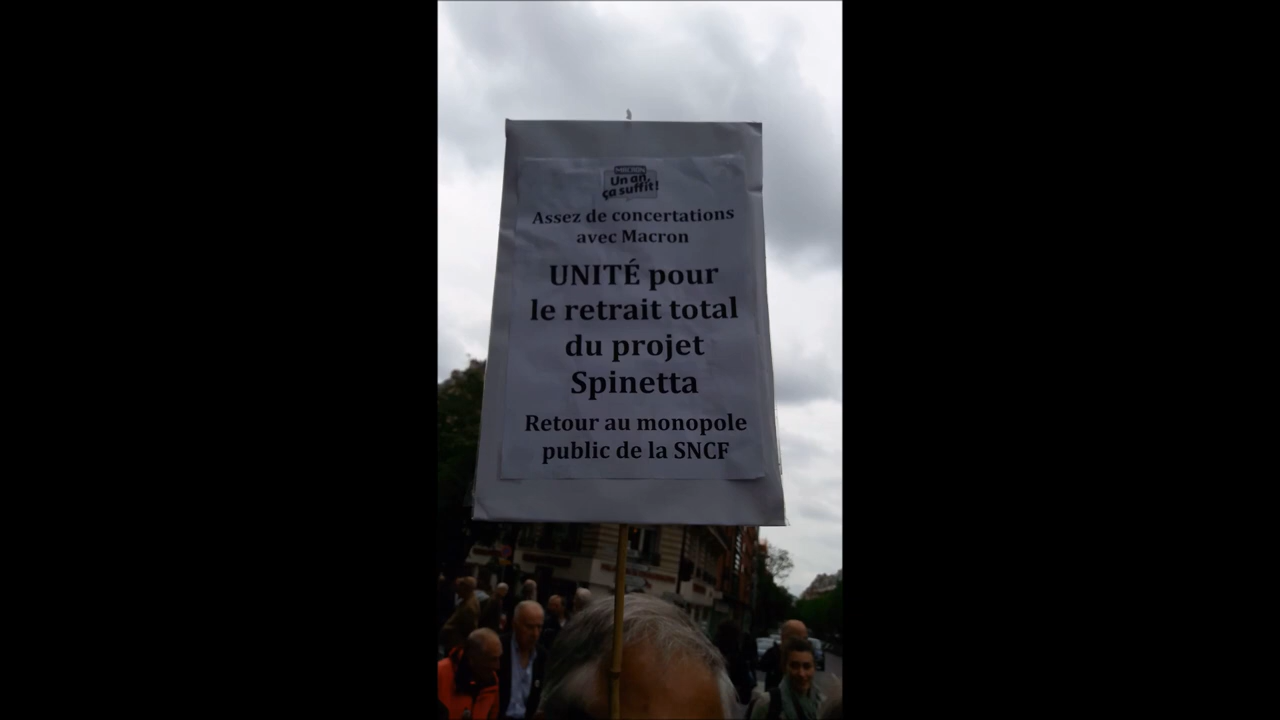 MACRON
Un an,
ça suffit!
Assez de concertations
avec Macron
UNITÉ pour
le retrait total
du projet
Spinetta
Retour au monopole
public de la SNCF